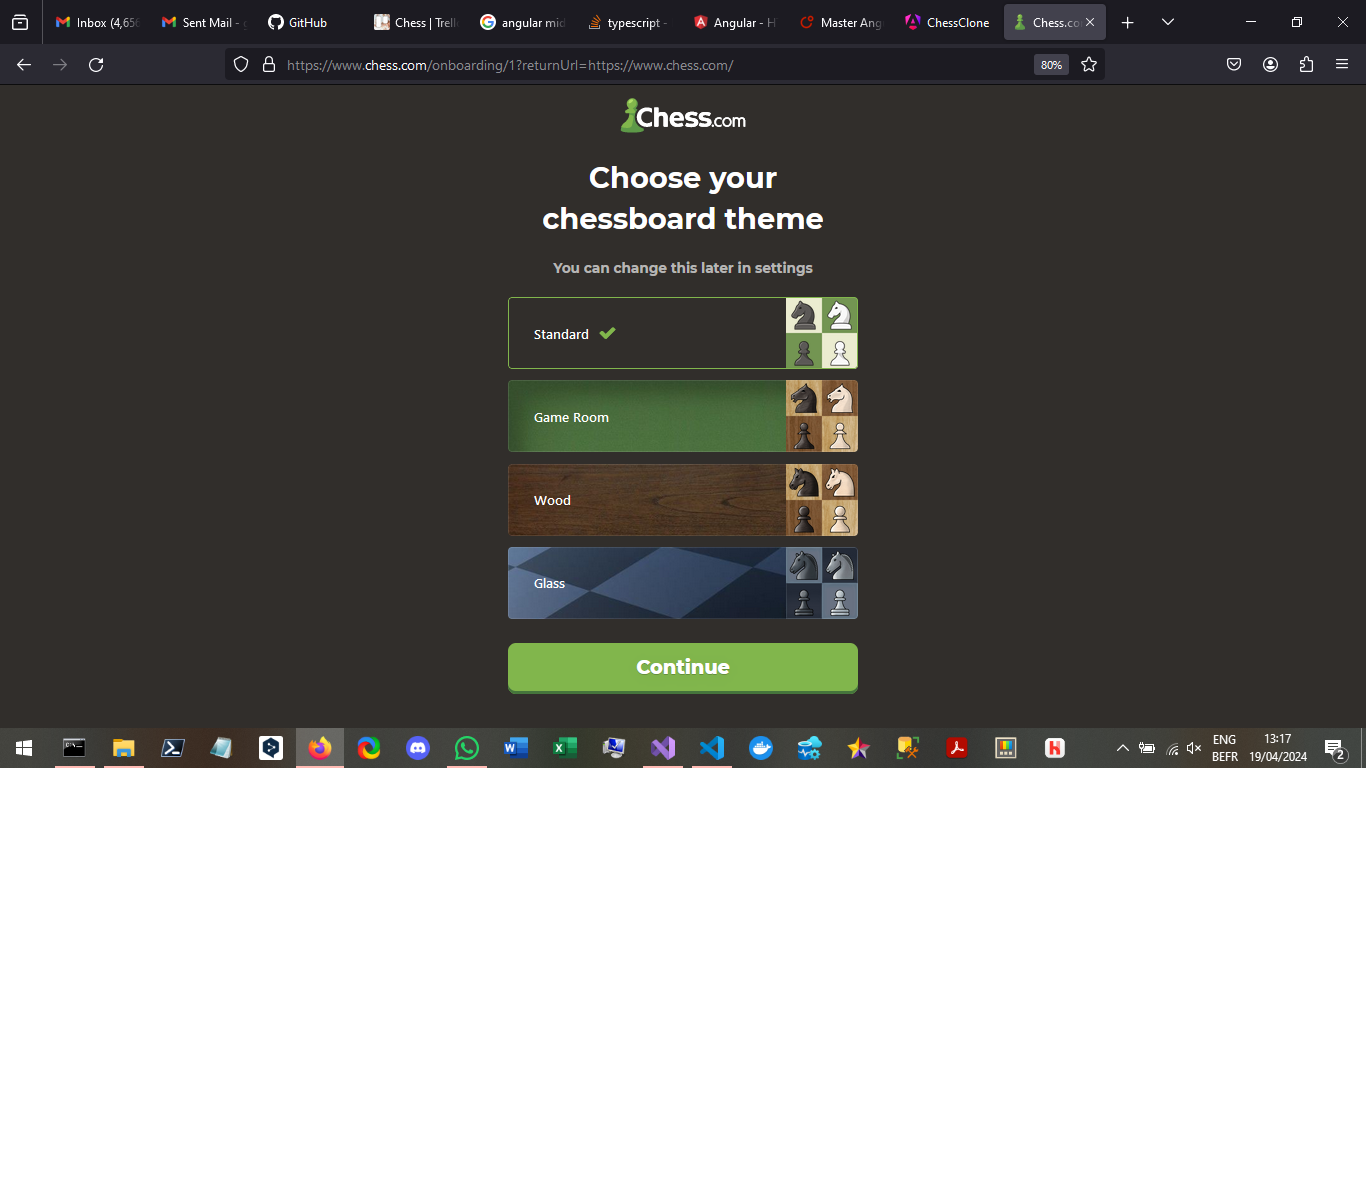 Inbox (4,656
Sent Mail -
GitHub
Chess | Trell
angular mid
typescript -
Angular - H
Master Ang
ChessClone
Chess.co
https://www.chess.com/onboarding/1?returnUrl=https://www.chess.com/
80%
Chess.com
Choose your
chessboard theme
You can change this later in settings
Standard
Game Room
Wood
Glass
Continue
ENG
BEFR
13:17
19/04/2024
2